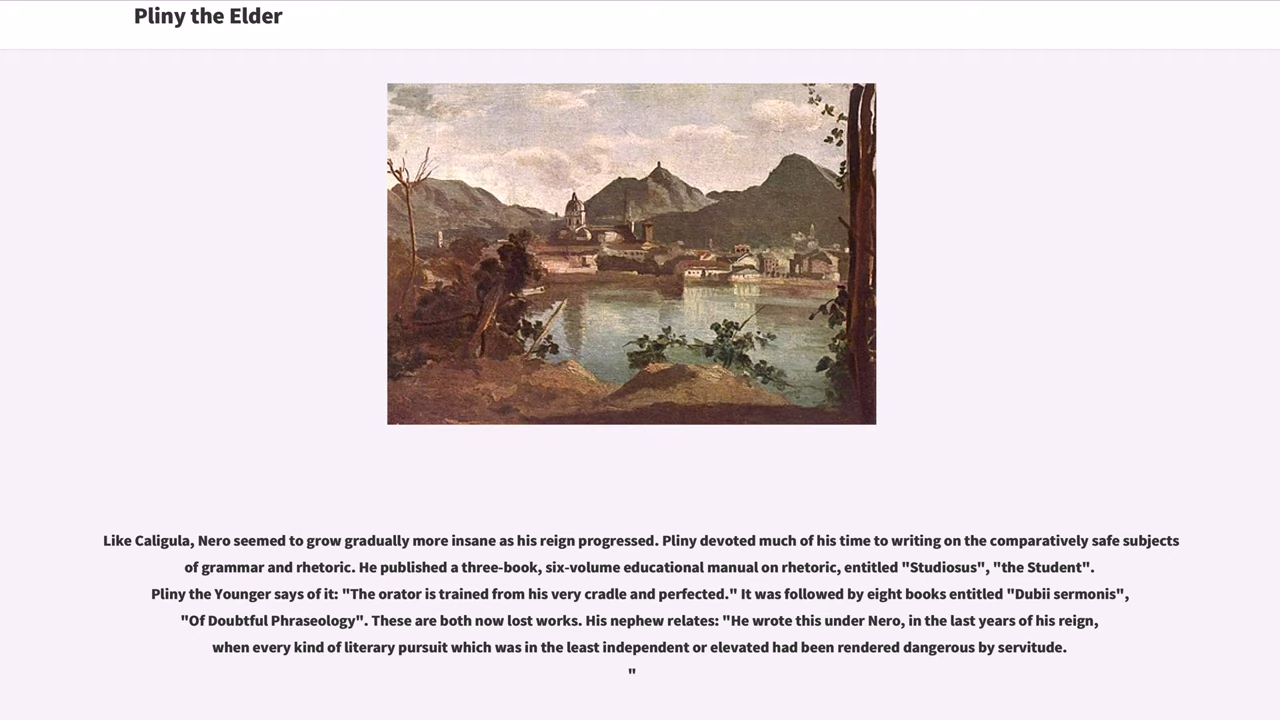 Pliny the Elder
Like Caligula, Nero seemed to grow gradually more insane as his reign progressed. Pliny devoted much of his time to writing on the comparatively safe subjects
of grammar and rhetoric. He published a three-book, six-volume educational manual on rhetoric, entitled "Studiosus", "the Student".
Pliny the Younger says of it: "The orator is trained from his very cradle and perfected." It was followed by eight books entitled "Dubii sermonis",
"Of Doubtful Phraseology". These are both now lost works. His nephew relates: "He wrote this under Nero, in the last years of his reign,
when every kind of literary pursuit which was in the least independent or elevated had been rendered dangerous by servitude.
"